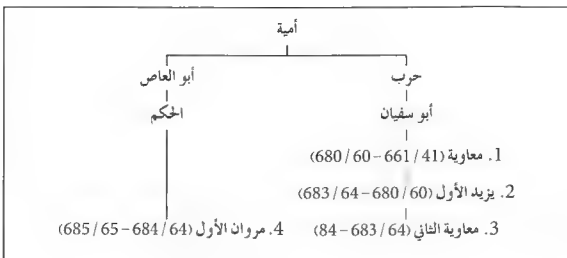 أمية
حرب أبو العاص
أبو سفيان الحكم
1. معاوية (41/661–60/680)
2. يزيد الأول (60/680–64/683)
3. معاوية الثاني (64/683–84) 4. مروان الأول (64/684–65/685)